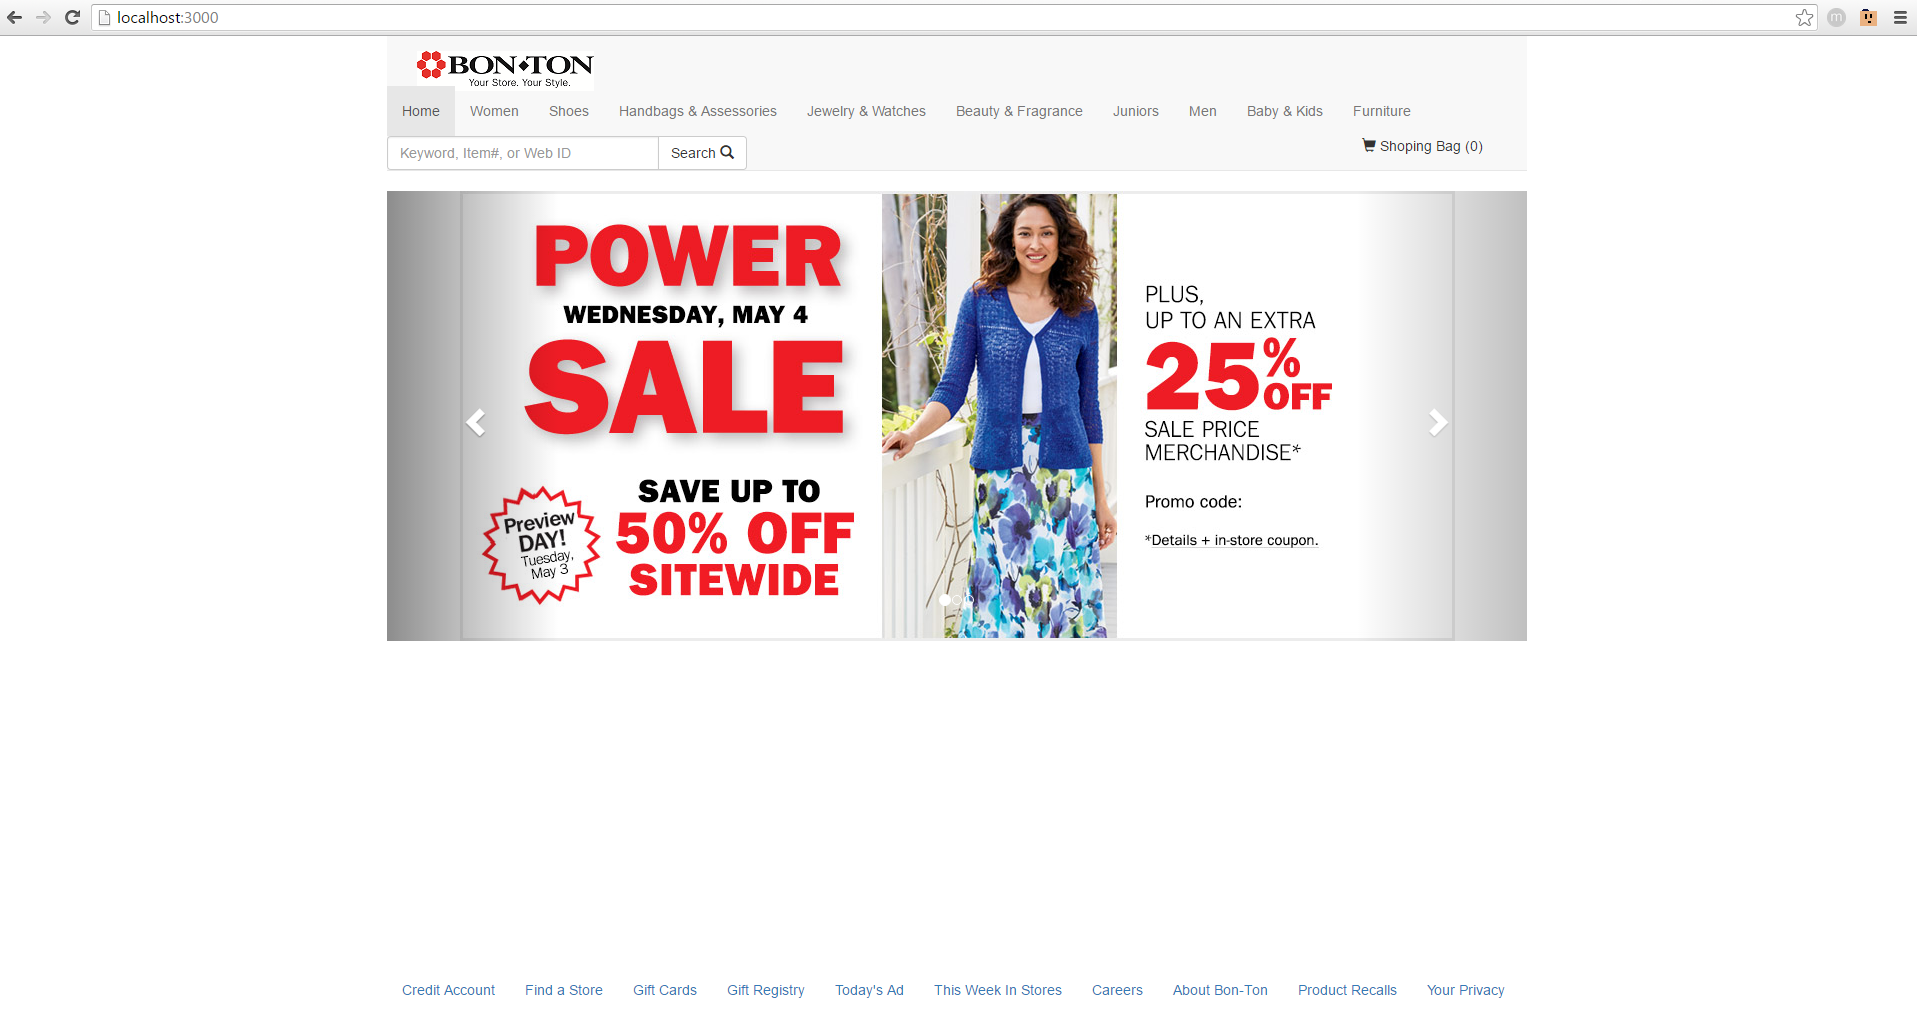 localhost:3000
BON♦TON
Your Store. Your Style.
Home Women Shoes Handbags & Assessories Jewelry & Watches Beauty & Fragrance Juniors Men Baby & Kids Furniture
Keyword, Item#, or Web ID Search Shoping Bag (0)
POWER
WEDNESDAY, MAY 4
SALE
SAVE UP TO
50% OFF
SITEWIDE
Preview
DAY!
Tuesday,
May 3
PLUS,
UP TO AN EXTRA
25% OFF
SALE PRICE
MERCHANDISE*
Promo code:
*Details + in-store coupon.
Credit Account Find a Store Gift Cards Gift Registry Today's Ad This Week In Stores Careers About Bon-Ton Product Recalls Your Privacy